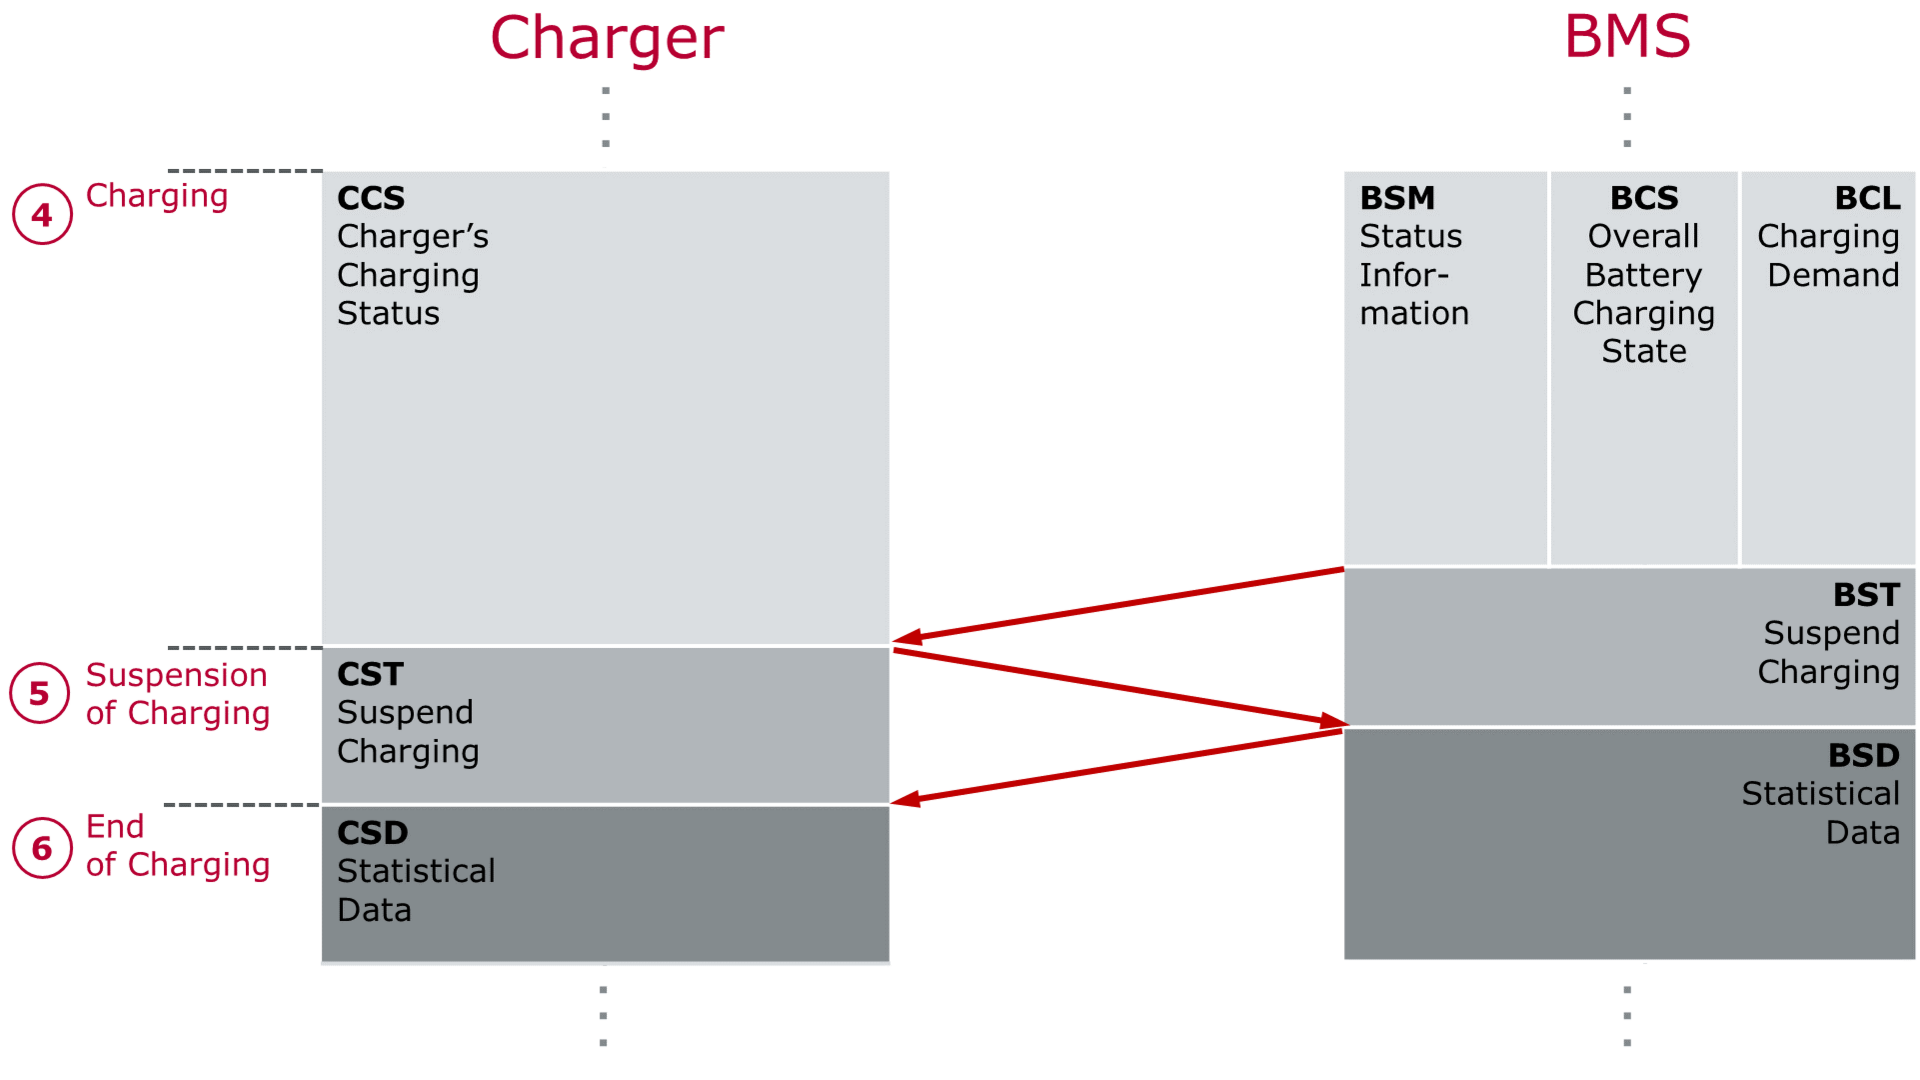 Charger
BMS
4
Charging
CCS
Charger’s
Charging
Status
BSM
Status
Infor-
mation
BCS
Overall
Battery
Charging
State
BCL
Charging
Demand
5
Suspension
of Charging
CST
Suspend
Charging
BST
Suspend
Charging
6
End
of Charging
CSD
Statistical
Data
BSD
Statistical
Data